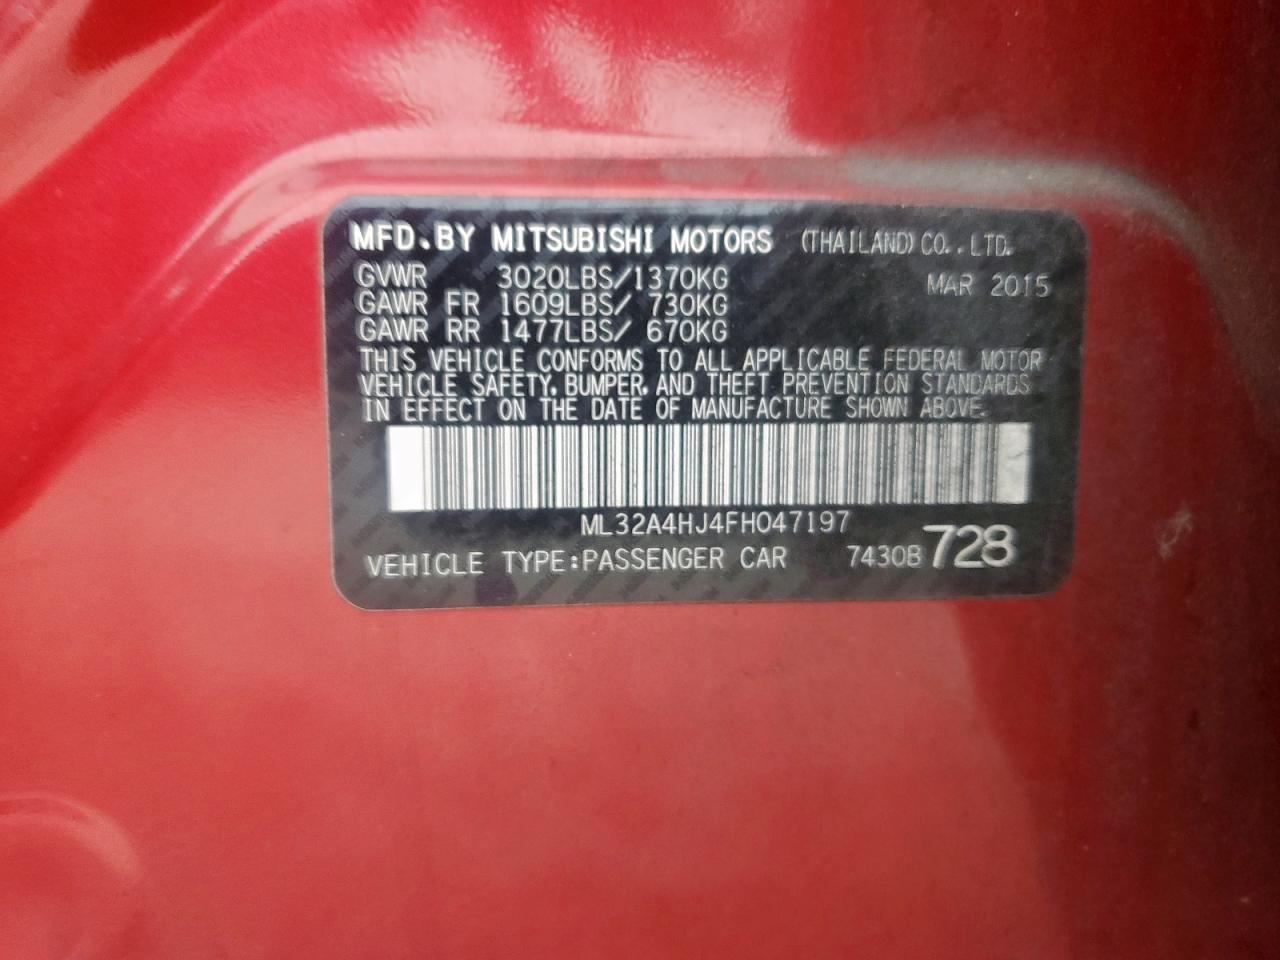 MFD.BY MITSUBISHI MOTORS (THAILAND) CO.,LTD.
GVWR 3020LBS/1370KG MAR 2015
GAWR FR 1609LBS/ 730KG
GAWR RR 1477LBS/ 670KG
THIS VEHICLE CONFORMS TO ALL APPLICABLE FEDERAL MOTOR
VEHICLE SAFETY, BUMPER, AND THEFT PREVENTION STANDARDS
IN EFFECT ON THE DATE OF MANUFACTURE SHOWN ABOVE.
ML32A4HJ4FH047197
VEHICLE TYPE:PASSENGER CAR 7430B 728